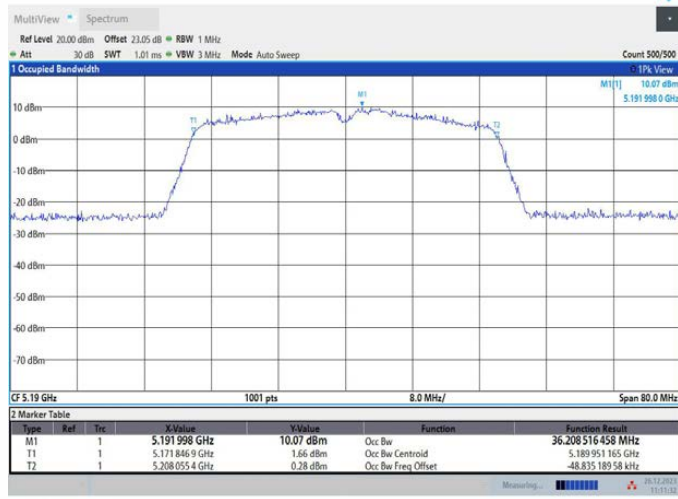 MultiView Spectrum
Ref Level 20.00 dBm Offset 23.05 dB RBW 1 MHz
Att 30 dB SWT 1.01 ms VBW 3 MHz Mode Auto Sweep Count 500/500
1 Occupied Bandwidth 1Pk View
M1[1] 10.07 dBm
5.191 998 0 GHz
M1
10 dBm
T1
T2
0 dBm
-10 dBm
-20 dBm
-30 dBm
-40 dBm
-50 dBm
-60 dBm
-70 dBm
CF 5.19 GHz 1001 pts 8.0 MHz/ Span 80.0 MHz
2 Marker Table
Type Ref Trc X-Value Y-Value Function Function Result
M1 1 5.191 998 GHz 10.07 dBm Occ Bw 36.208 516 458 MHz
T1 1 5.171 846 9 GHz 1.66 dBm Occ Bw Centroid 5.189 951 165 GHz
T2 1 5.208 055 4 GHz 0.28 dBm Occ Bw Freq Offset -48.835 189 58 kHz
Measuring... 26.12.2023
11:11:32